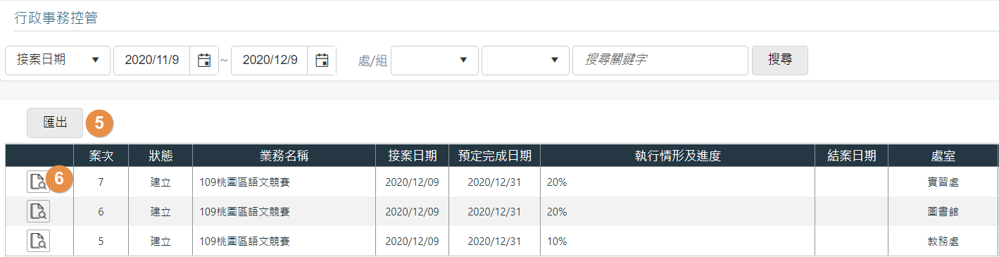 行政事務控管
接案日期 2020/11/9 ~ 2020/12/9 處/組 搜尋關鍵字 搜尋
匯出 5
案次 狀態 業務名稱 接案日期 預定完成日期 執行情形及進度 結案日期 處室
6 7 建立 109桃園區語文競賽 2020/12/09 2020/12/31 20% 實習處
6 建立 109桃園區語文競賽 2020/12/09 2020/12/31 20% 圖書館
5 建立 109桃園區語文競賽 2020/12/09 2020/12/31 10% 教務處